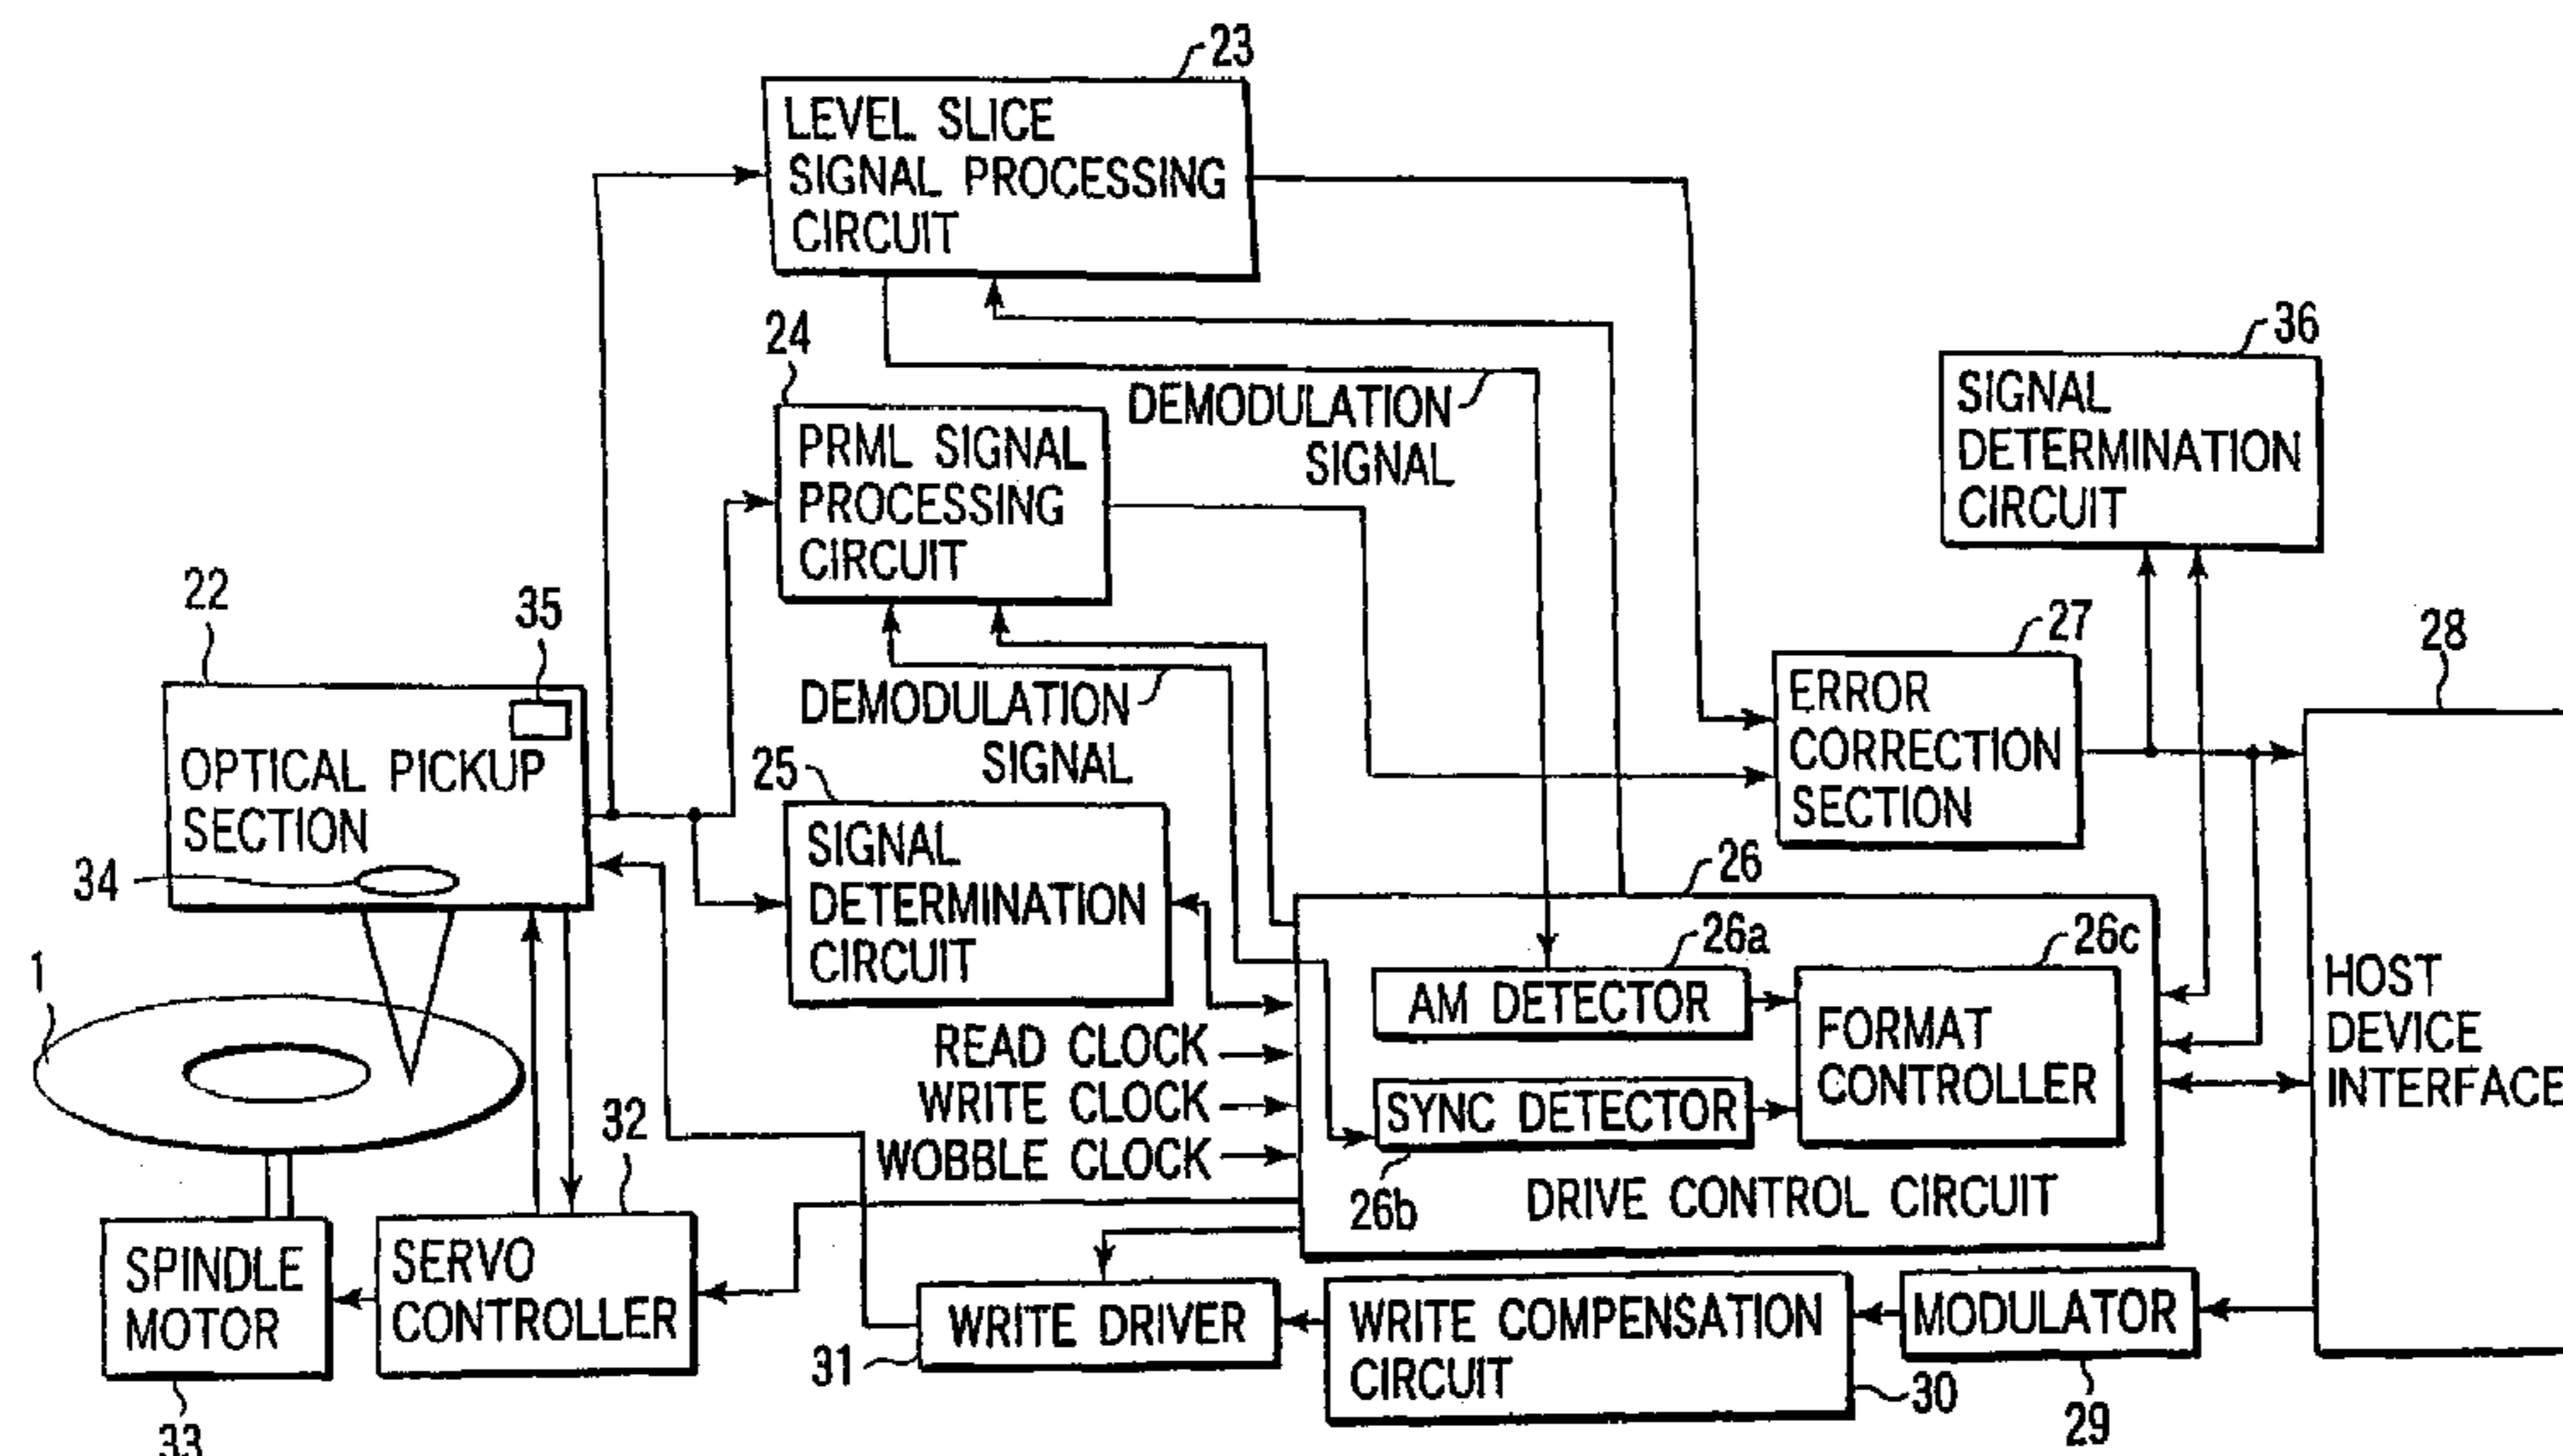 23
LEVEL SLICE
SIGNAL PROCESSING
CIRCUIT
24
PRML SIGNAL
PROCESSING
CIRCUIT
DEMODULATION
SIGNAL
36
SIGNAL
DETERMINATION
CIRCUIT
22
35
OPTICAL PICKUP
SECTION
34
DEMODULATION
SIGNAL
25
SIGNAL
DETERMINATION
CIRCUIT
27
ERROR
CORRECTION
SECTION
28
HOST
DEVICE
INTERFACE
26
26a
AM DETECTOR
26c
FORMAT
CONTROLLER
SYNC DETECTOR
26b
DRIVE CONTROL CIRCUIT
READ CLOCK
WRITE CLOCK
WOBBLE CLOCK
1
32
SPINDLE
MOTOR
33
SERVO
CONTROLLER
31
WRITE DRIVER
WRITE COMPENSATION
CIRCUIT
30
MODULATOR
29